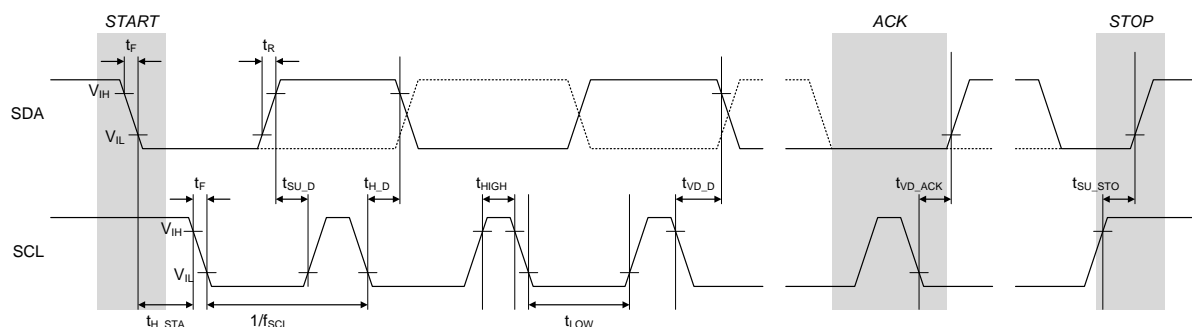 START ACK STOP
tF tR
VIH
SDA
VIL
tF tSU_D tH_D tHIGH tVD_D tVD_ACK tSU_STO
VIH
SCL
VIL
tH_STA 1/fSCL tLOW